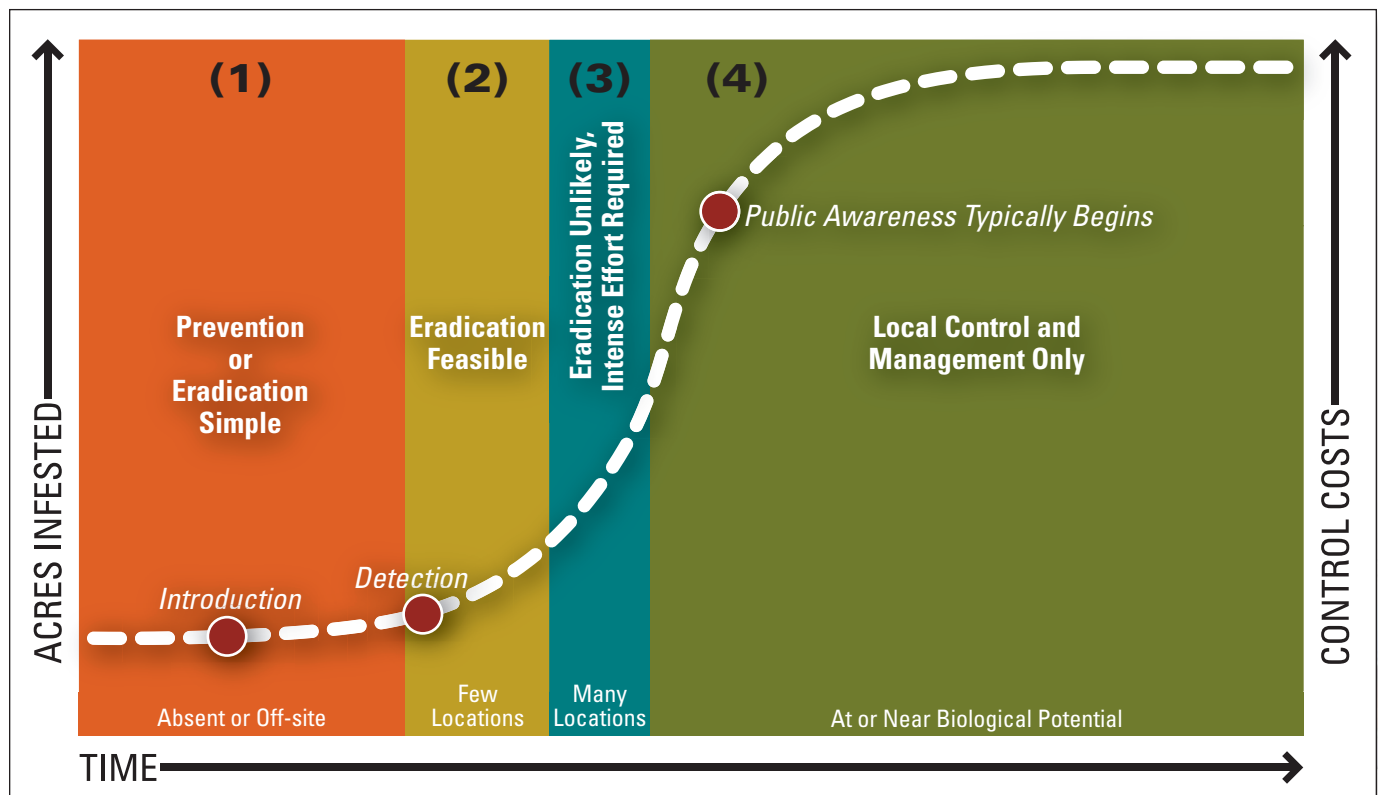 (1)
(2)
(3)
(4)
Eradication Unlikely,
Intense Effort Required
Public Awareness Typically Begins
Prevention
or
Eradication
Simple
Eradication
Feasible
Local Control and
Management Only
ACRES INFESTED
CONTROL COSTS
Introduction
Detection
Absent or Off-site
Few
Locations
Many
Locations
At or Near Biological Potential
TIME